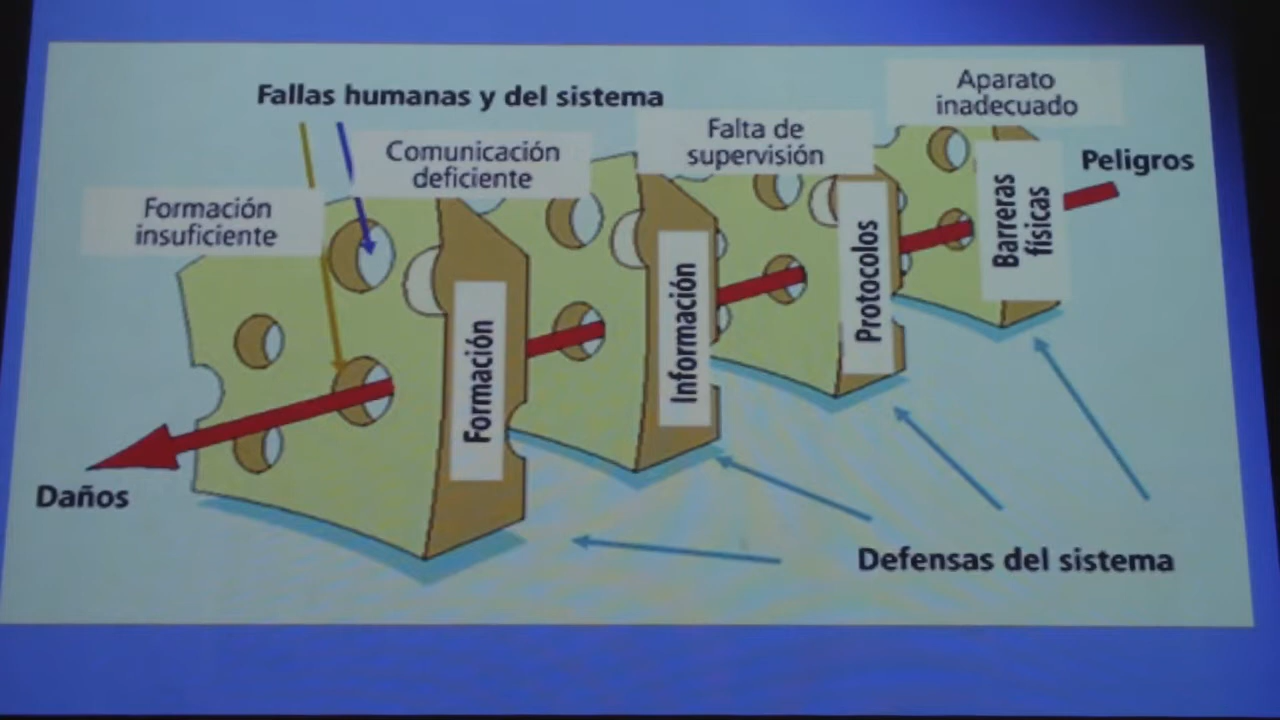 Fallas humanas y del sistema
Aparato
inadecuado
Falta de
supervisión
Comunicación
deficiente
Formación
insuficiente
Peligros
Barreras
físicas
Protocolos
Información
Formación
Daños
Defensas del sistema